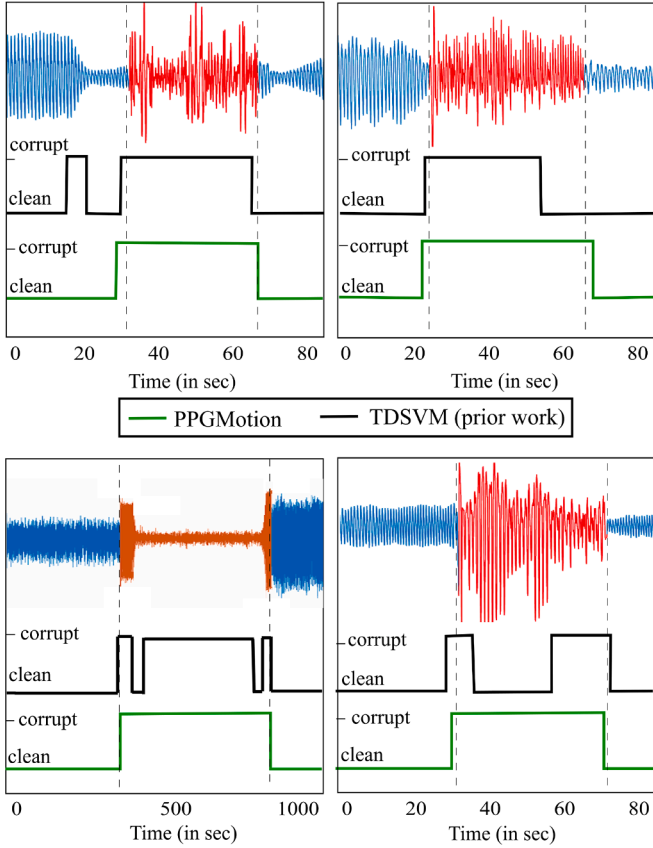 corrupt
clean
corrupt
clean
0 20 40 60 80
Time (in sec)
corrupt
clean
corrupt
clean
0 20 40 60 80
Time (in sec)
PPGMotion TDSVM (prior work)
corrupt
clean
corrupt
clean
0 500 1000
Time (in sec)
corrupt
clean
corrupt
clean
0 20 40 60 80
Time (in sec)